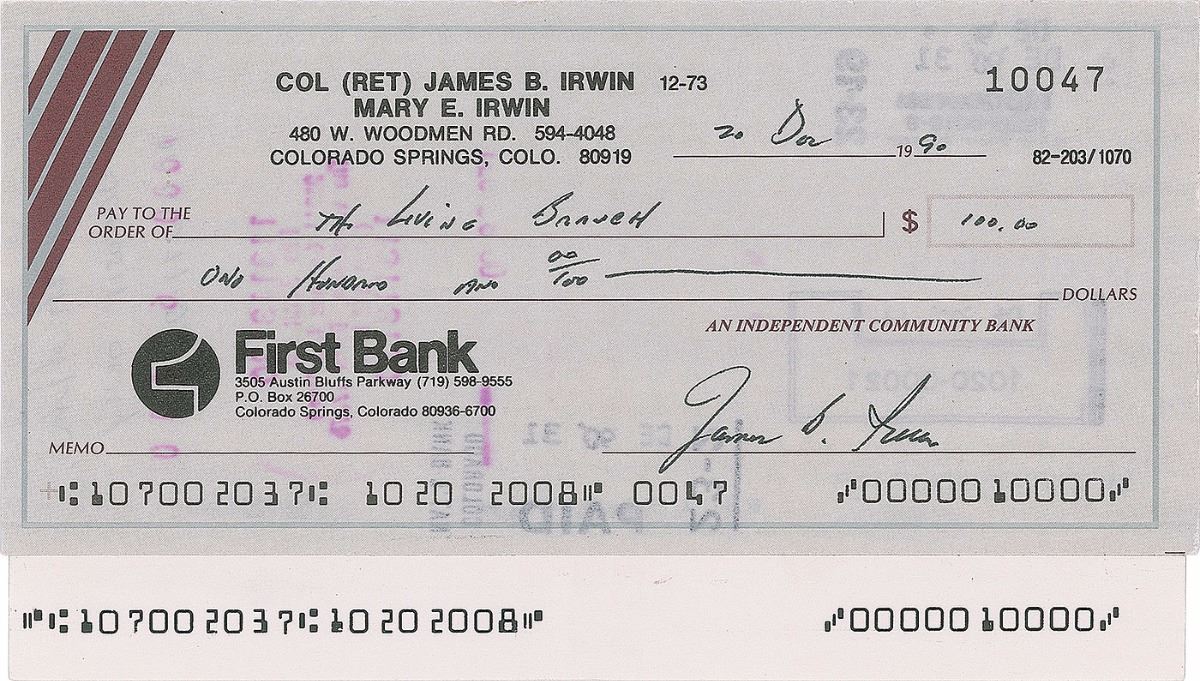 COL (RET) JAMES B. IRWIN 12-73
10047
MARY E. IRWIN
480 W. WOODMEN RD. 594-4048
COLORADO SPRINGS, COLO. 80919
20 Dec 1990
82-203/1070
PAY TO THE
ORDER OF The Living Branch $ 100.00
One Hundred and 00/100 DOLLARS
AN INDEPENDENT COMMUNITY BANK
First Bank
3505 Austin Bluffs Parkway (719) 598-9555
P.O. Box 26700
Colorado Springs, Colorado 80936-6700
James B. Irwin
MEMO
⑆107002037⑆ 1020 2008⑈ 0047 ⑇0000010000⑇
⑈⑆107002037⑆1020 2008⑈ ⑇0000010000⑇
PAID